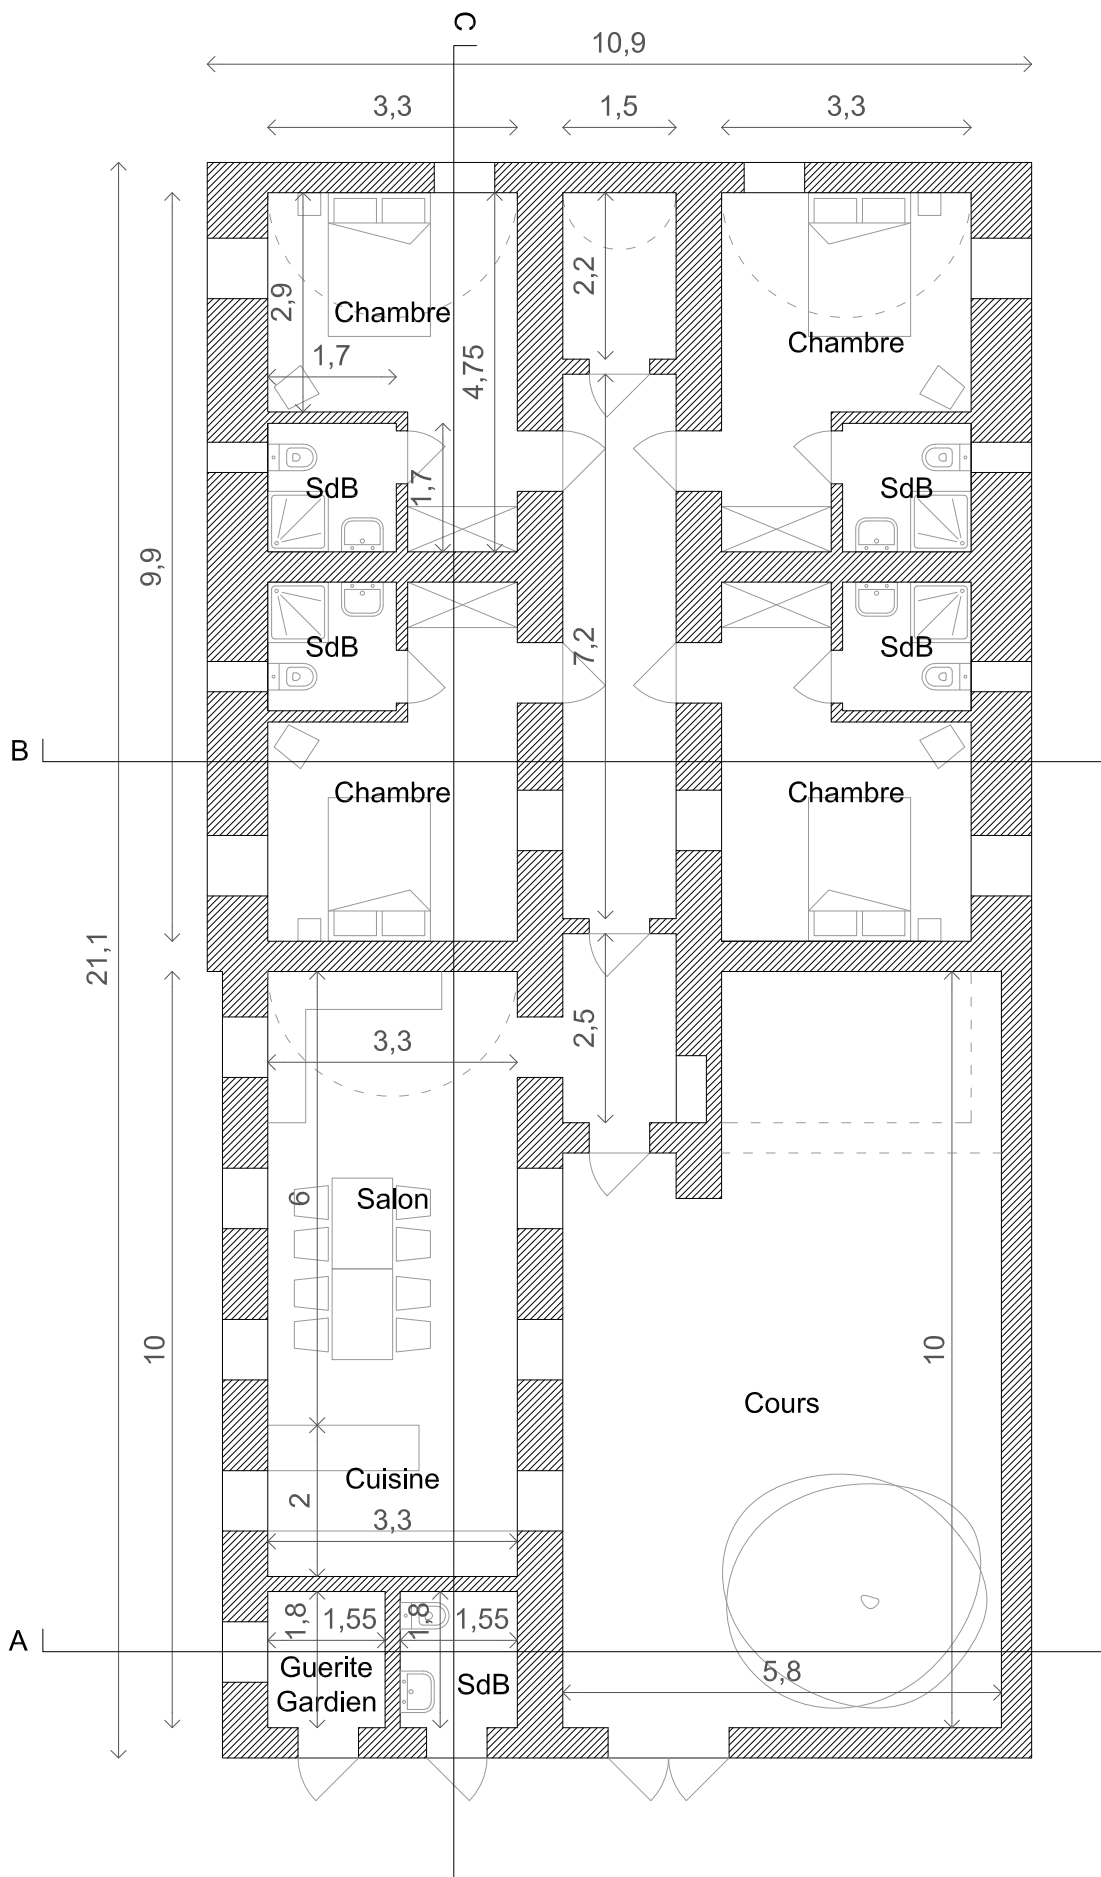 C
10,9
3,3
1,5
3,3
2,9
2,2
Chambre
Chambre
1,7
4,75
1,7
SdB
SdB
9,9
7,2
SdB
SdB
B
Chambre
Chambre
21,1
2,5
3,3
6
Salon
10
10
Cours
Cuisine
2
3,3
1,8
1,55
1,8
1,55
A
Guerite
Gardien
SdB
5,8